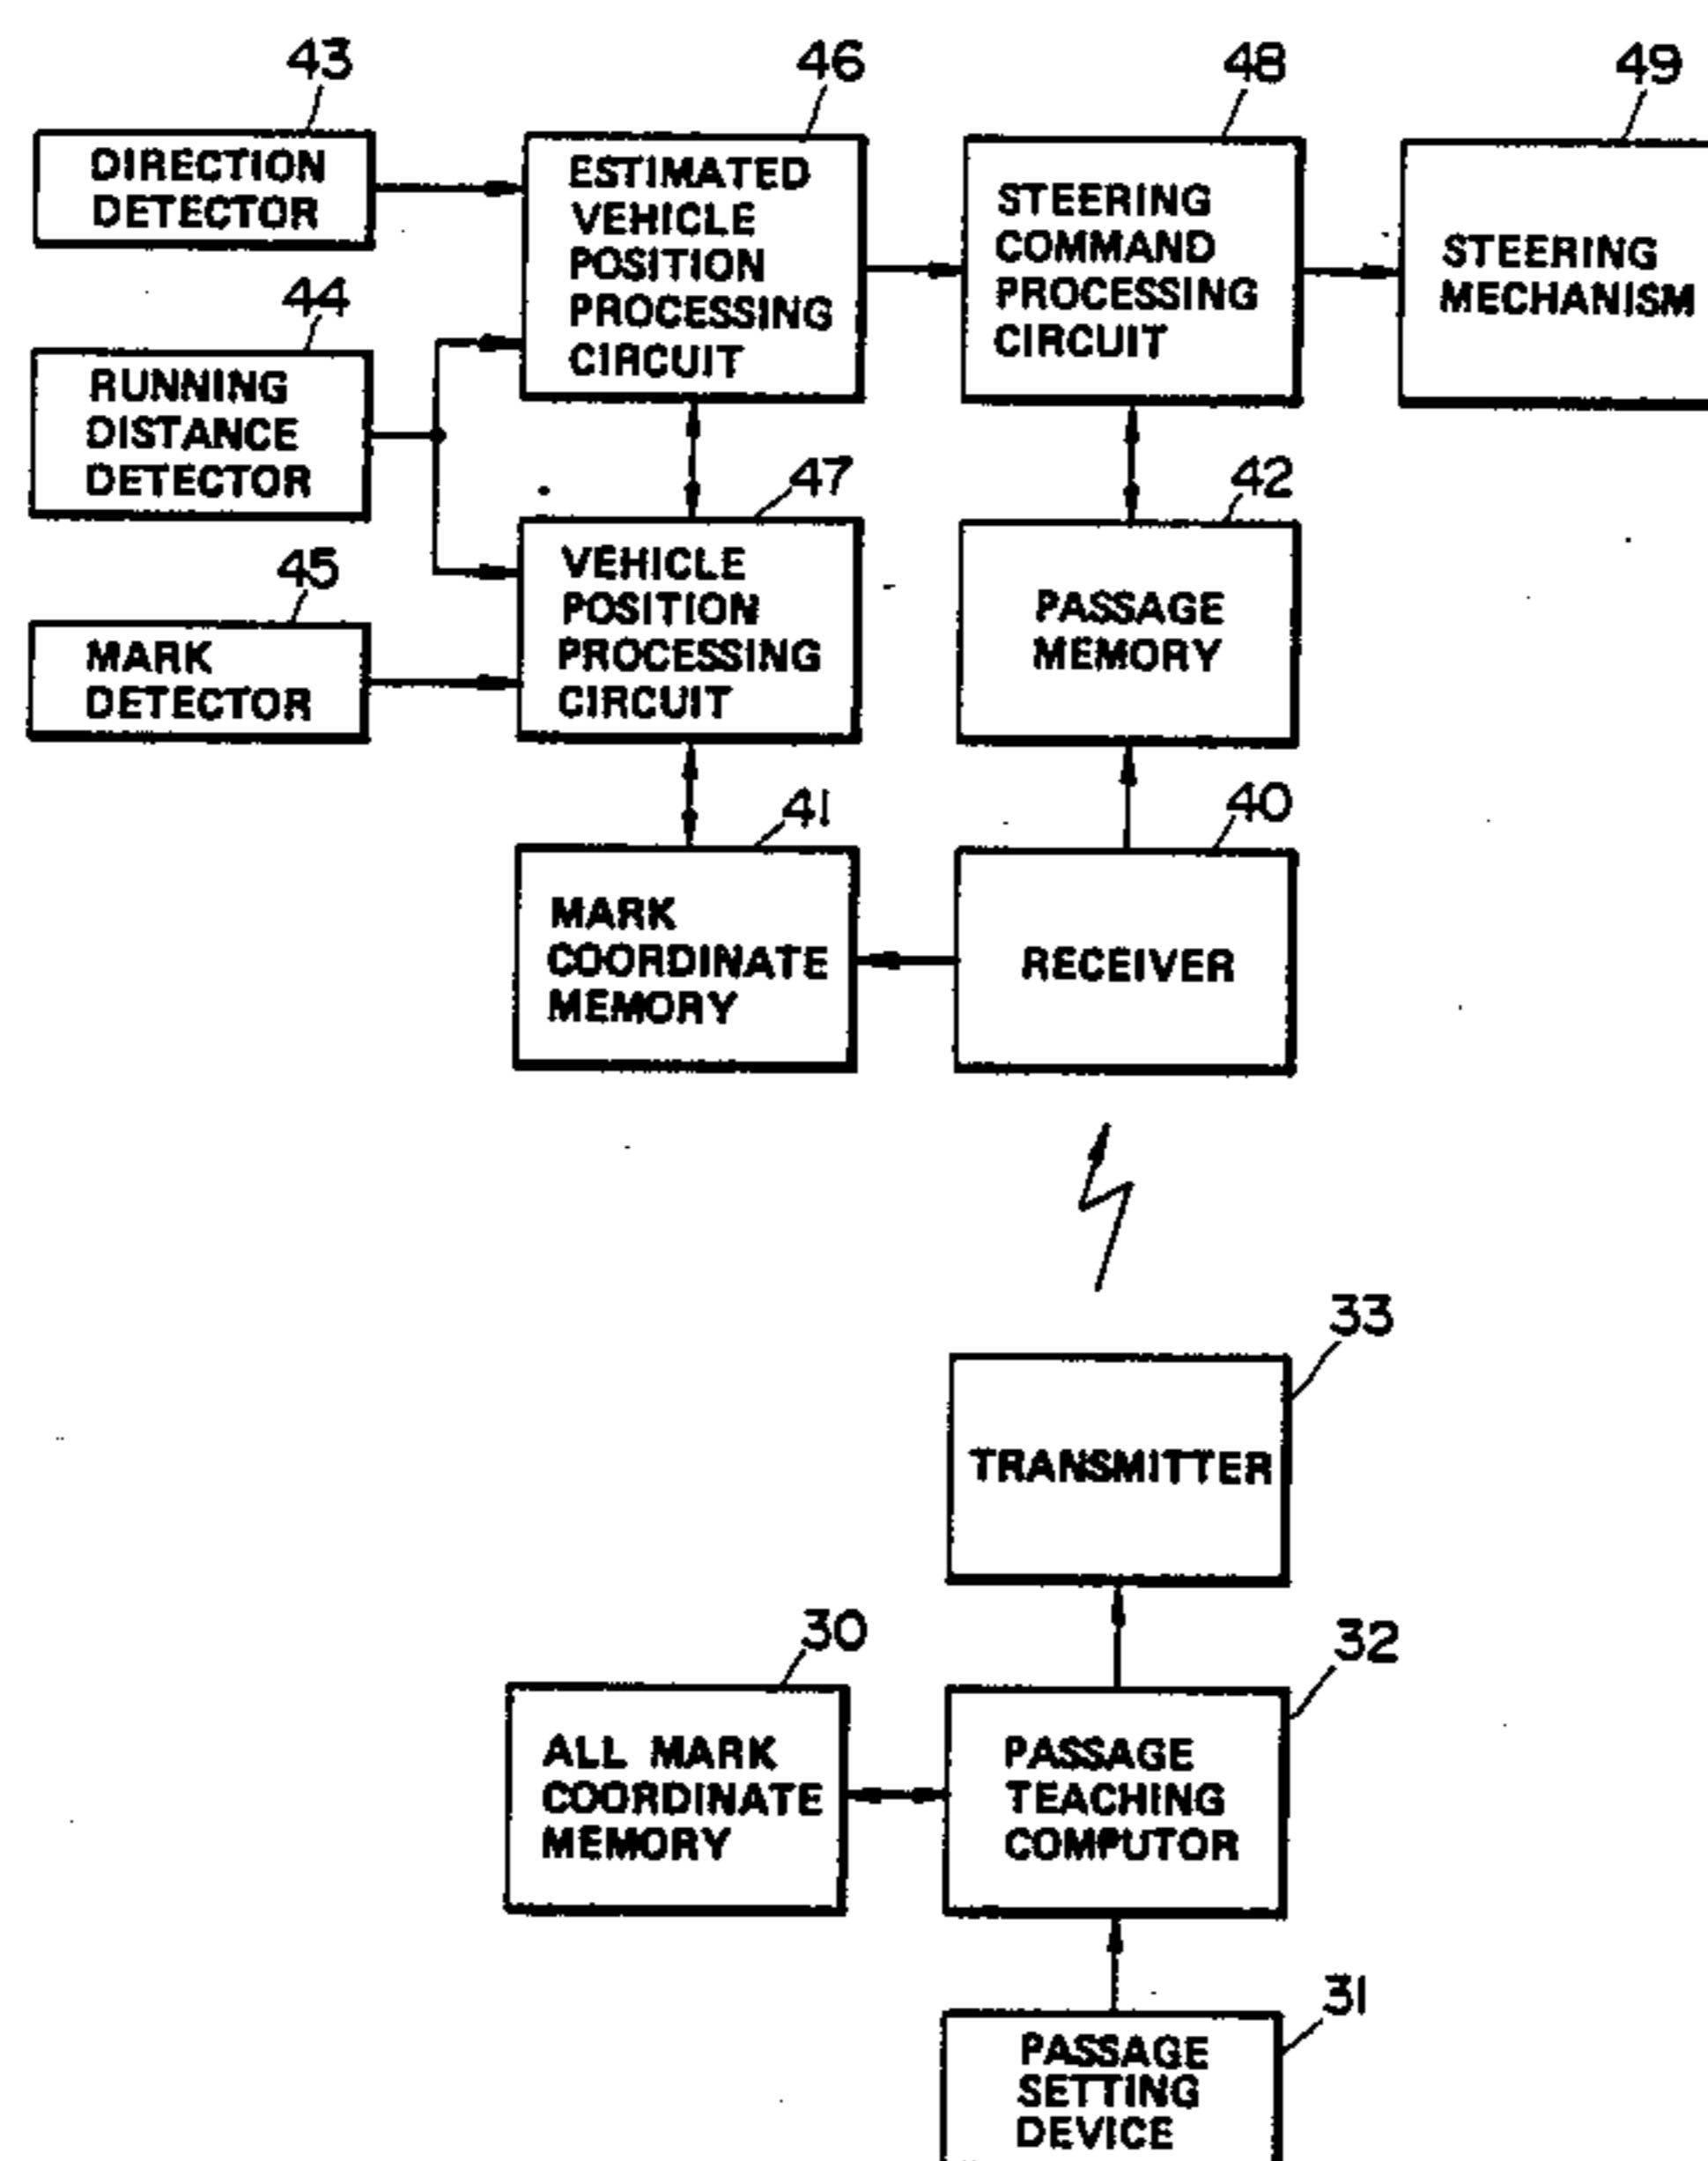 43
DIRECTION
DETECTOR
46
ESTIMATED
VEHICLE
POSITION
PROCESSING
CIRCUIT
48
STEERING
COMMAND
PROCESSING
CIRCUIT
49
STEERING
MECHANISM
44
RUNNING
DISTANCE
DETECTOR
47
VEHICLE
POSITION
PROCESSING
CIRCUIT
42
PASSAGE
MEMORY
45
MARK
DETECTOR
41
MARK
COORDINATE
MEMORY
40
RECEIVER
33
TRANSMITTER
30
ALL MARK
COORDINATE
MEMORY
32
PASSAGE
TEACHING
COMPUTOR
31
PASSAGE
SETTING
DEVICE